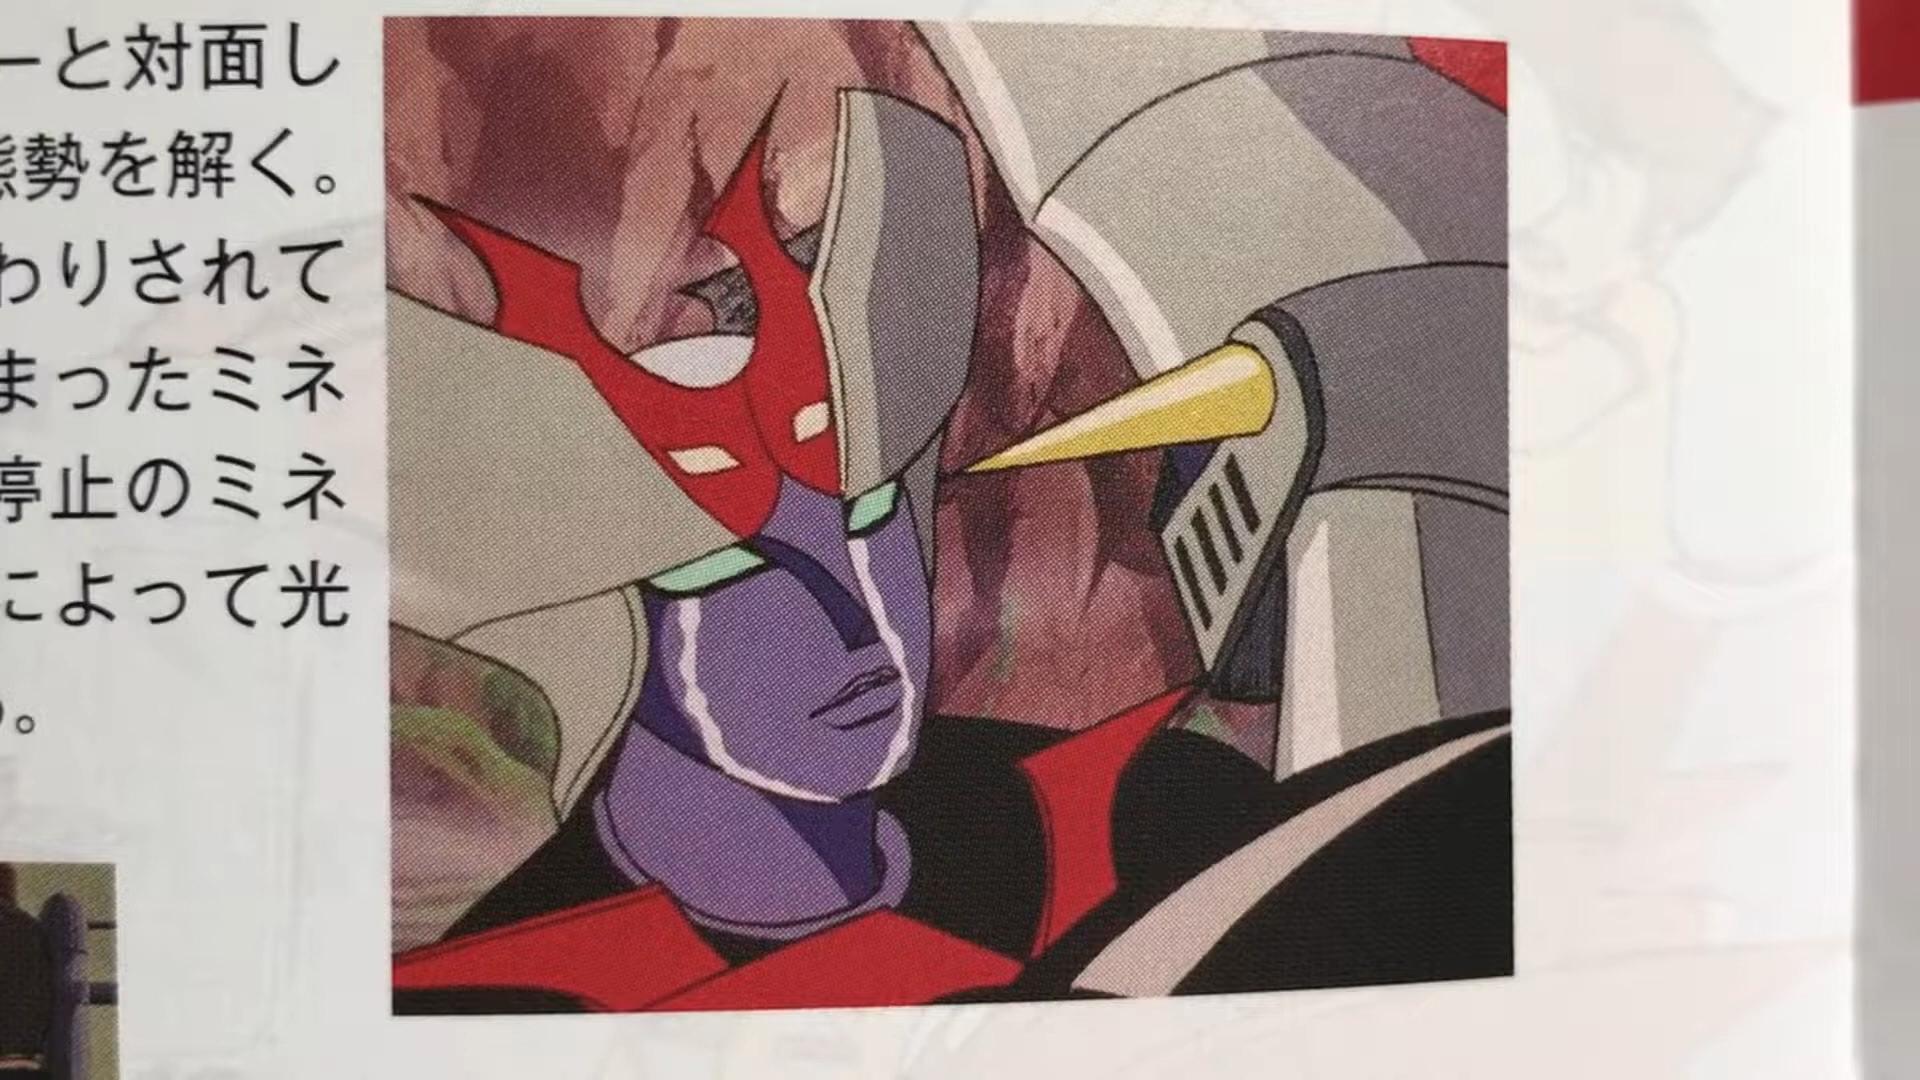 ーと対面し
態勢を解く。
わりされて
まったミネ
停止のミネ
によって光
。